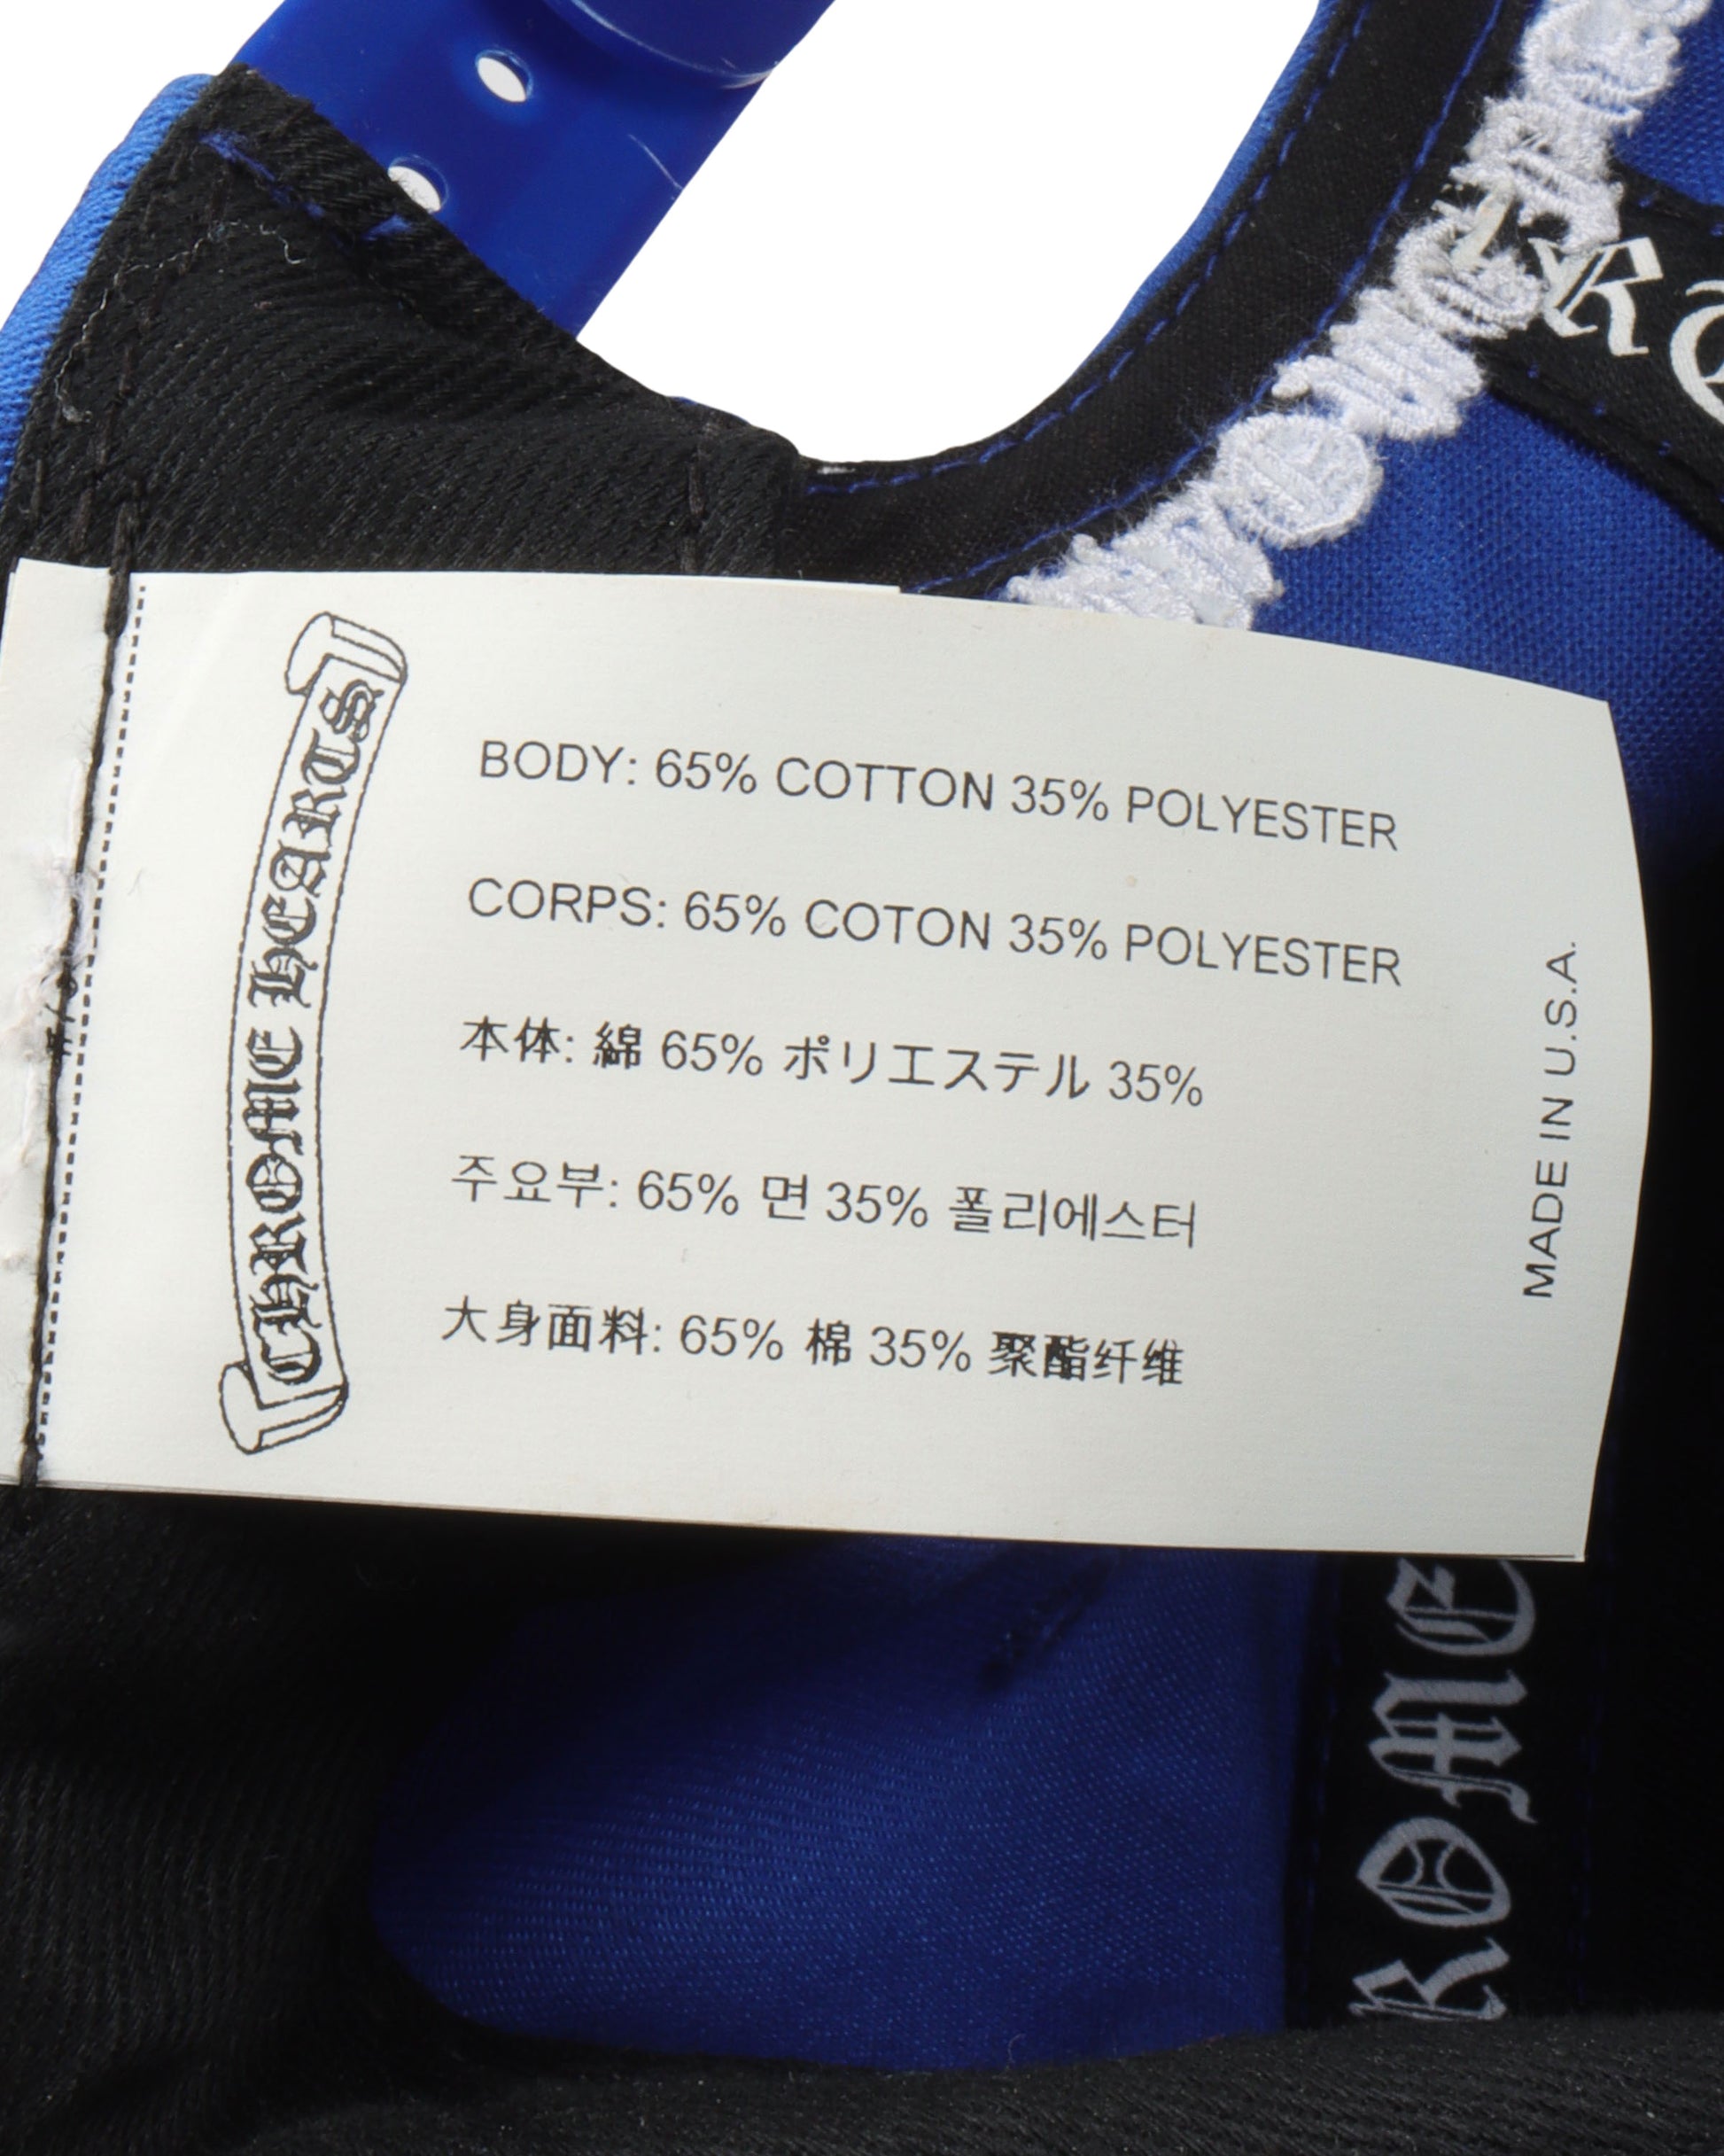 CHROME HEARTS
BODY: 65% COTTON 35% POLYESTER
CORPS: 65% COTON 35% POLYESTER
本体: 綿 65% ポリエステル 35%
주요부: 65% 면 35% 폴리에스터
大身面料: 65% 棉 35% 聚酯纤维
MADE IN U.S.A.
RO
ROME